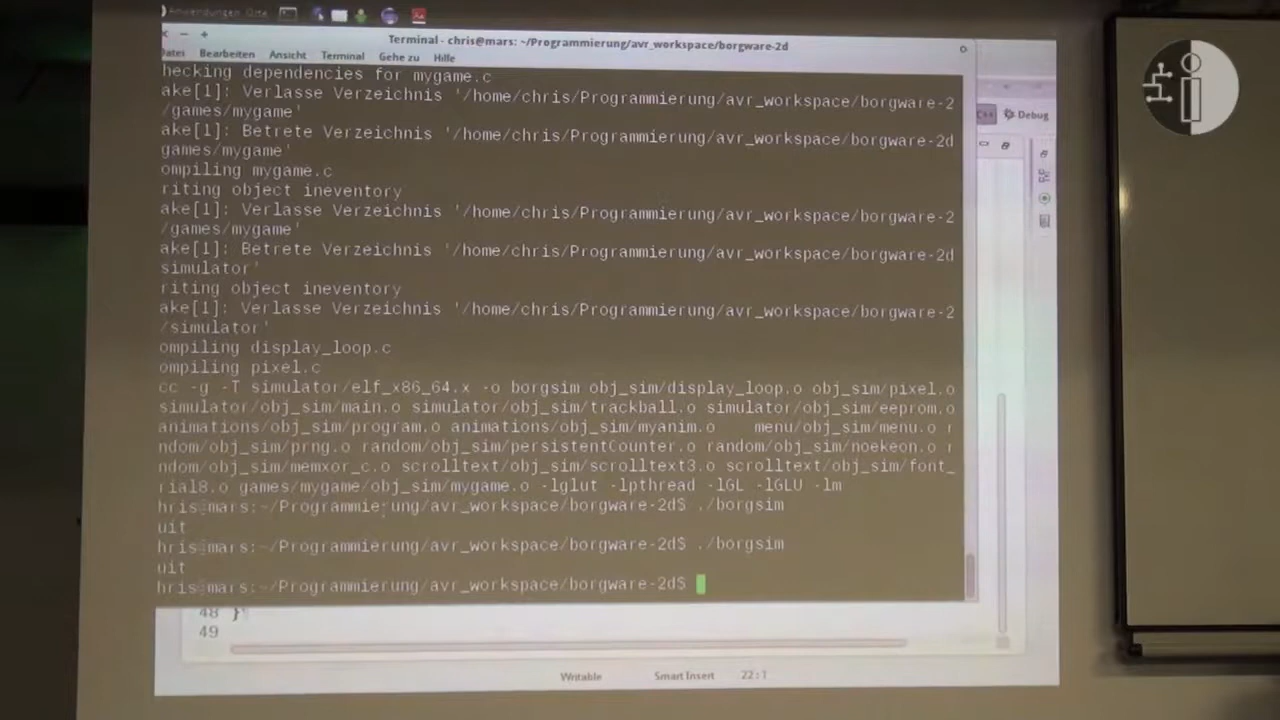 Anwendungen Orte
Terminal - chris@mars: ~/Programmierung/avr_workspace/borgware-2d
Datei Bearbeiten Ansicht Terminal Gehe zu Hilfe
hecking dependencies for mygame.c
ake[1]: Verlasse Verzeichnis '/home/chris/Programmierung/avr_workspace/borgware-2
/games/mygame'
ake[1]: Betrete Verzeichnis '/home/chris/Programmierung/avr_workspace/borgware-2d
games/mygame'
ompiling mygame.c
riting object ineventory
ake[1]: Verlasse Verzeichnis '/home/chris/Programmierung/avr_workspace/borgware-2
/games/mygame'
ake[1]: Betrete Verzeichnis '/home/chris/Programmierung/avr_workspace/borgware-2d
simulator'
riting object ineventory
ake[1]: Verlasse Verzeichnis '/home/chris/Programmierung/avr_workspace/borgware-2
/simulator'
ompiling display_loop.c
ompiling pixel.c
cc -g -T simulator/elf_x86_64.x -o borgsim obj_sim/display_loop.o obj_sim/pixel.o
simulator/obj_sim/main.o simulator/obj_sim/trackball.o simulator/obj_sim/eeprom.o
animations/obj_sim/program.o animations/obj_sim/myanim.o menu/obj_sim/menu.o r
ndom/obj_sim/prng.o random/obj_sim/persistentCounter.o random/obj_sim/noekeon.o r
ndom/obj_sim/memxor_c.o scrolltext/obj_sim/scrolltext3.o scrolltext/obj_sim/font_
rial8.o games/mygame/obj_sim/mygame.o -lglut -lpthread -lGL -lGLU -lm
hris@mars:~/Programmierung/avr_workspace/borgware-2d$ ./borgsim
uit
hris@mars:~/Programmierung/avr_workspace/borgware-2d$ ./borgsim
uit
hris@mars:~/Programmierung/avr_workspace/borgware-2d$
48 }
49
Writable Smart Insert 22:1
C++ Debug